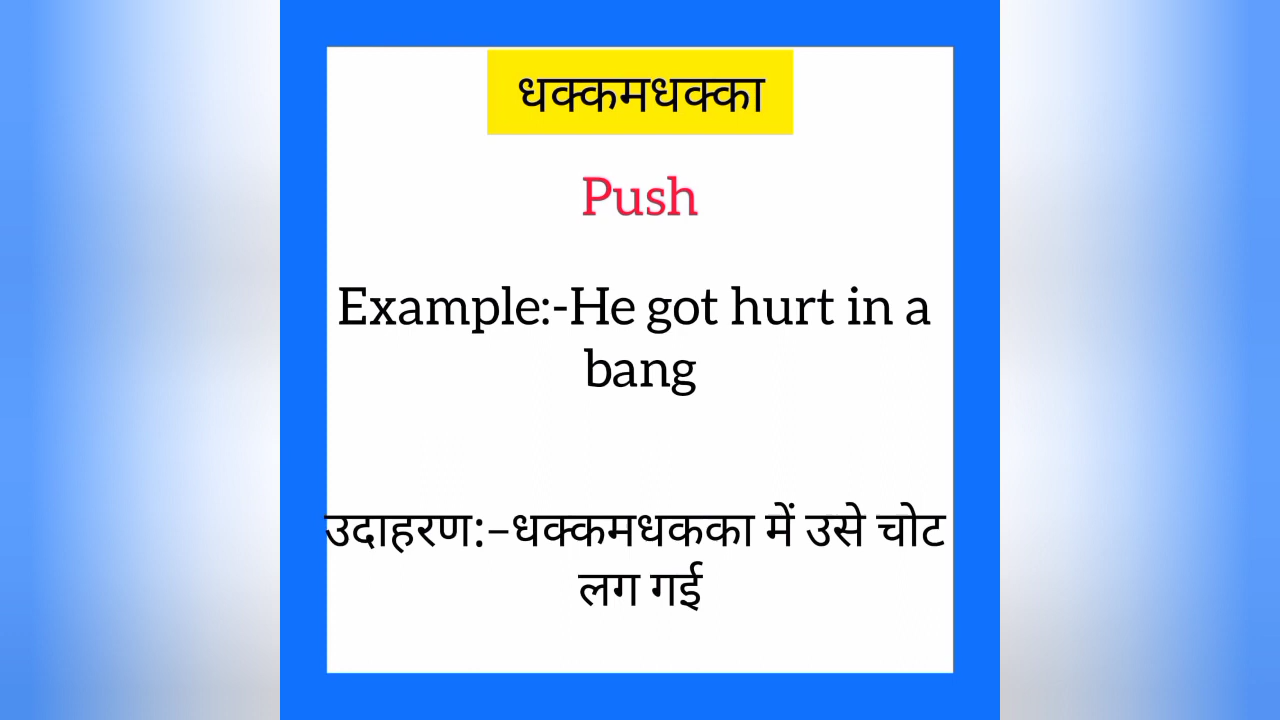 धक्कमधक्का
Push
Example:-He got hurt in a
bang
उदाहरण:–धक्कमधकका में उसे चोट
लग गई